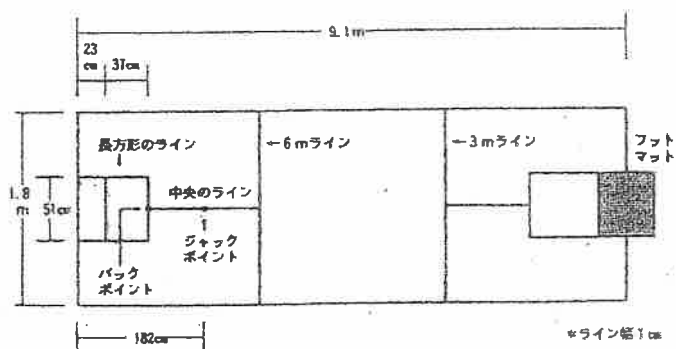 9.1m
23
cm
37cm
長方形のライン
←6mライン
←3mライン
フット
マット
中央のライン
1.8
m
51cm
ジャック
ポイント
バック
ポイント
182cm
*ライン幅1cm